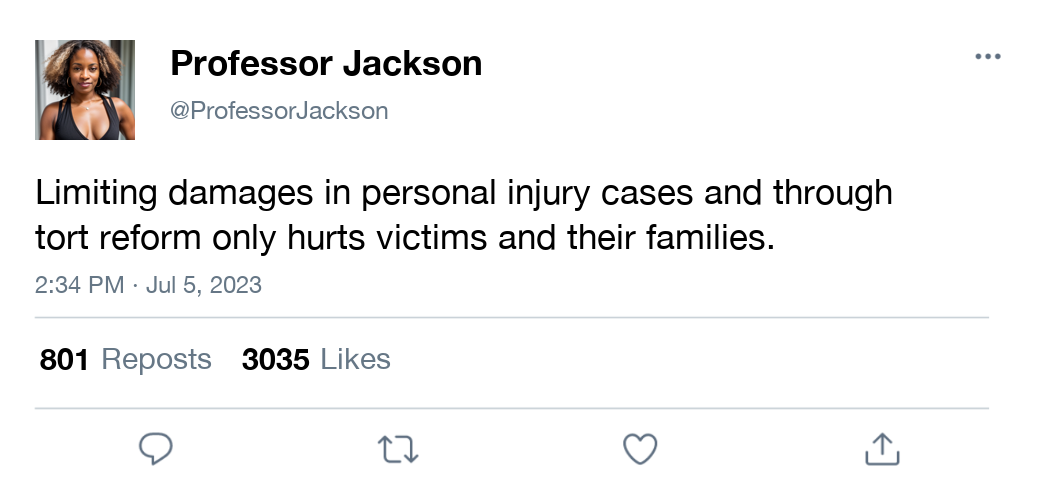 Professor Jackson
@ProfessorJackson
Limiting damages in personal injury cases and through
tort reform only hurts victims and their families.
2:34 PM · Jul 5, 2023
801 Reposts 3035 Likes